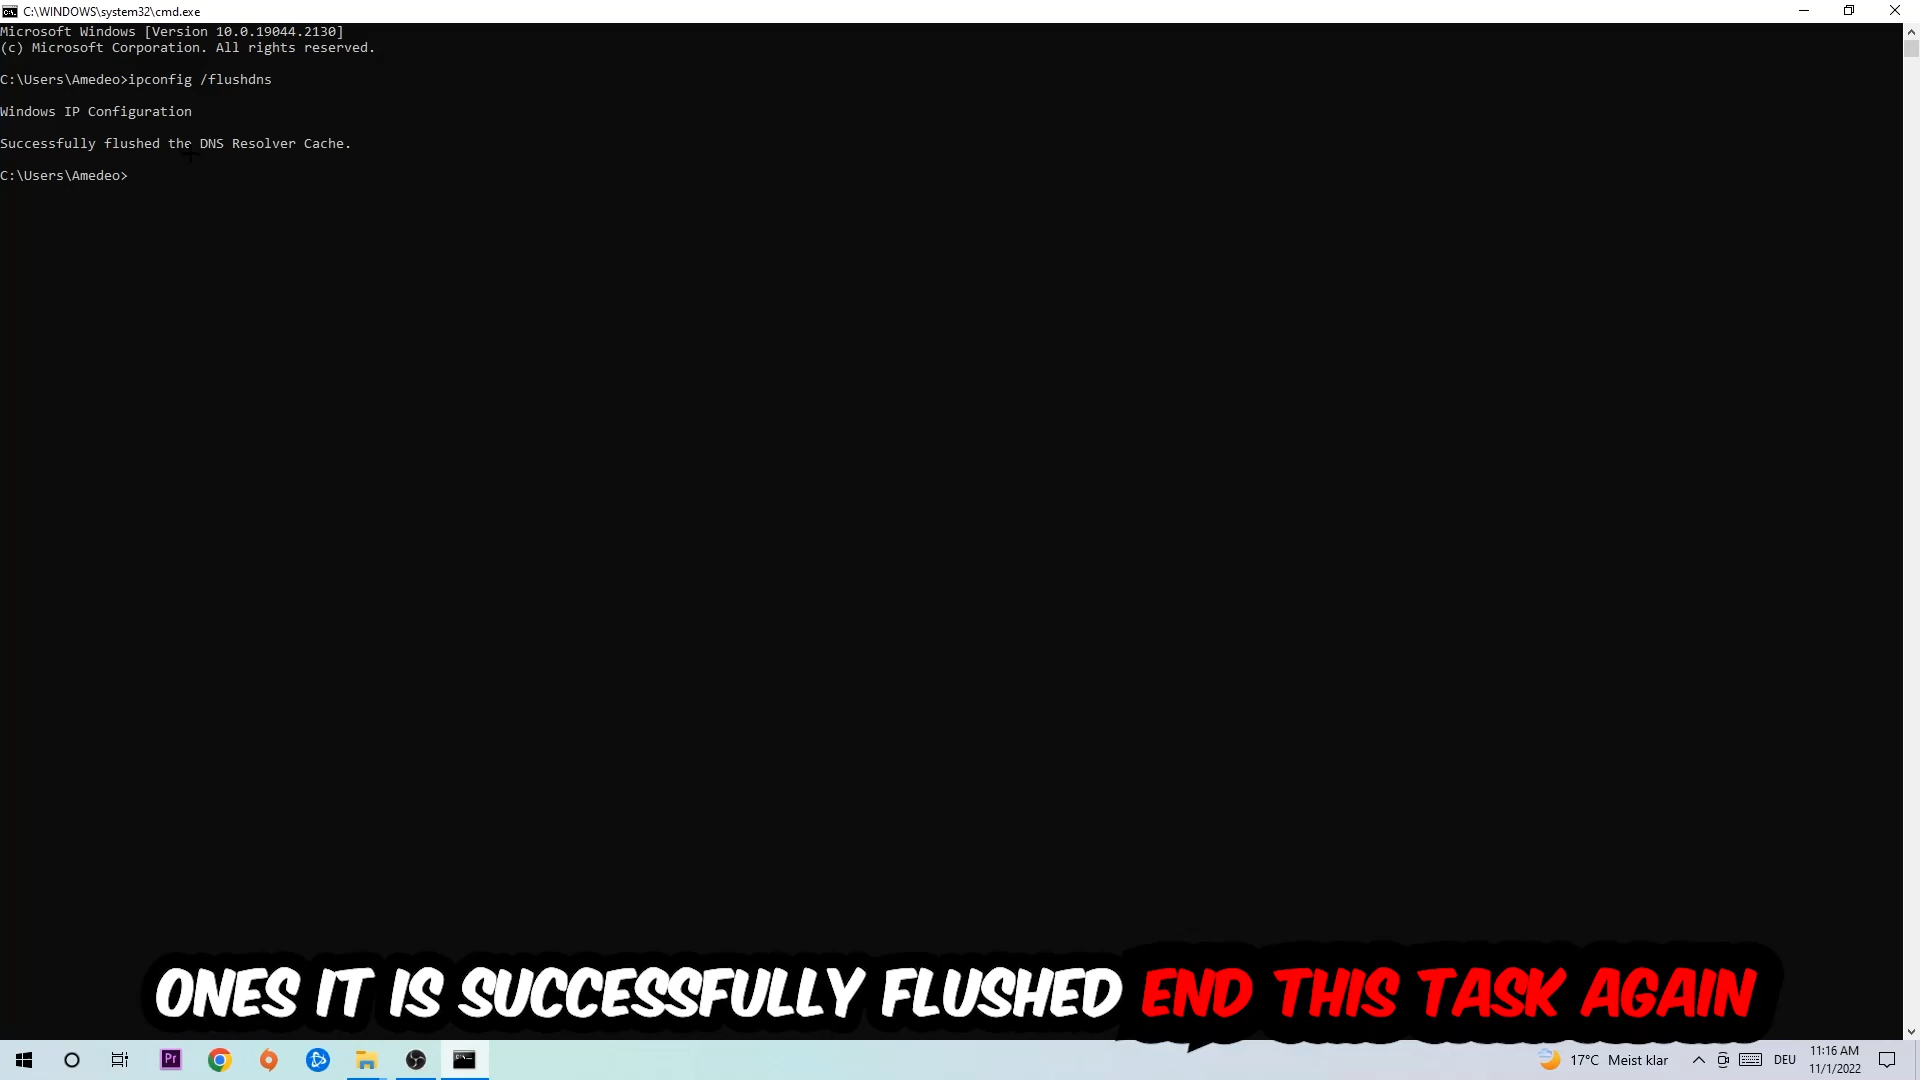 C:\WINDOWS\system32\cmd.exe
Microsoft Windows [Version 10.0.19044.2130]
(c) Microsoft Corporation. All rights reserved.
C:\Users\Amedeo>ipconfig /flushdns
Windows IP Configuration
Successfully flushed the DNS Resolver Cache.
C:\Users\Amedeo>
ONES IT IS SUCCESSFULLY FLUSHED END THIS TASK AGAIN
Pr
17°C Meist klar
DEU
11:16 AM
11/1/2022